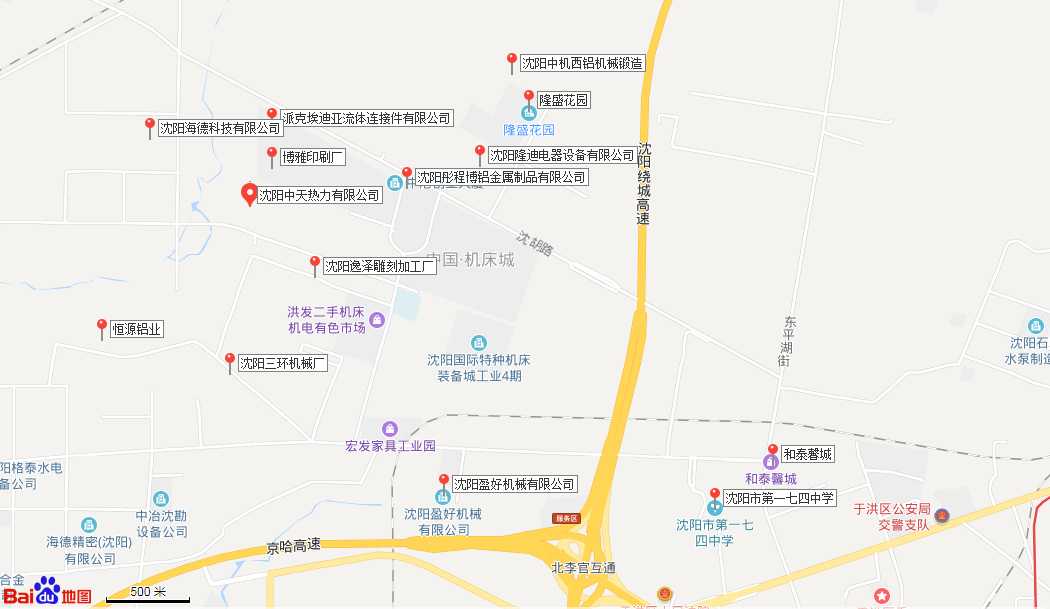 沈阳中机西铝机械锻造
隆盛花园
隆盛花园
派克埃迪亚流体连接件有限公司
沈阳海德科技有限公司
博雅印刷厂
沈阳隆迪电器设备有限公司
沈阳彤程博铝金属制品有限公司
沈阳中天热力有限公司
沈阳绕城高速
沈胡路
中国·机床城
沈阳逸泽雕刻加工厂
洪发二手机床
机电有色市场
恒源铝业
东平湖街
沈阳石
水泵制造
沈阳国际特种机床
装备城工业4期
沈阳三环机械厂
宏发家具工业园
和泰馨城
和泰馨城
阳格泰水电
备公司
沈阳盈好机械有限公司
沈阳盈好机械
有限公司
沈阳市第一七四中学
沈阳市第一七
四中学
中冶沈勘
设备公司
于洪区公安局
交警支队
服务区
海德精密(沈阳)
有限公司
京哈高速
北李官互通
合金
500 米
Bai du 地图